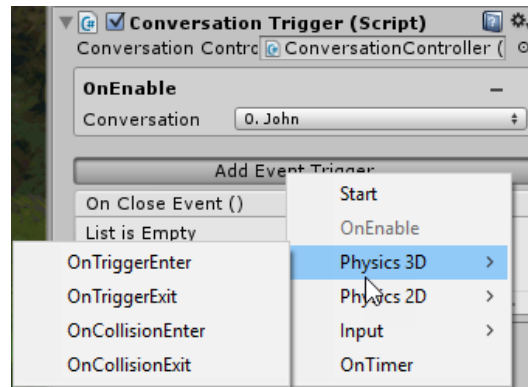 Conversation Trigger (Script)
Conversation Contrc ConversationController (
OnEnable
Conversation 0. John
Add Event Trigger
On Close Event ()
List is Empty
Start
OnEnable
Physics 3D
Physics 2D
Input
OnTimer
OnTriggerEnter
OnTriggerExit
OnCollisionEnter
OnCollisionExit